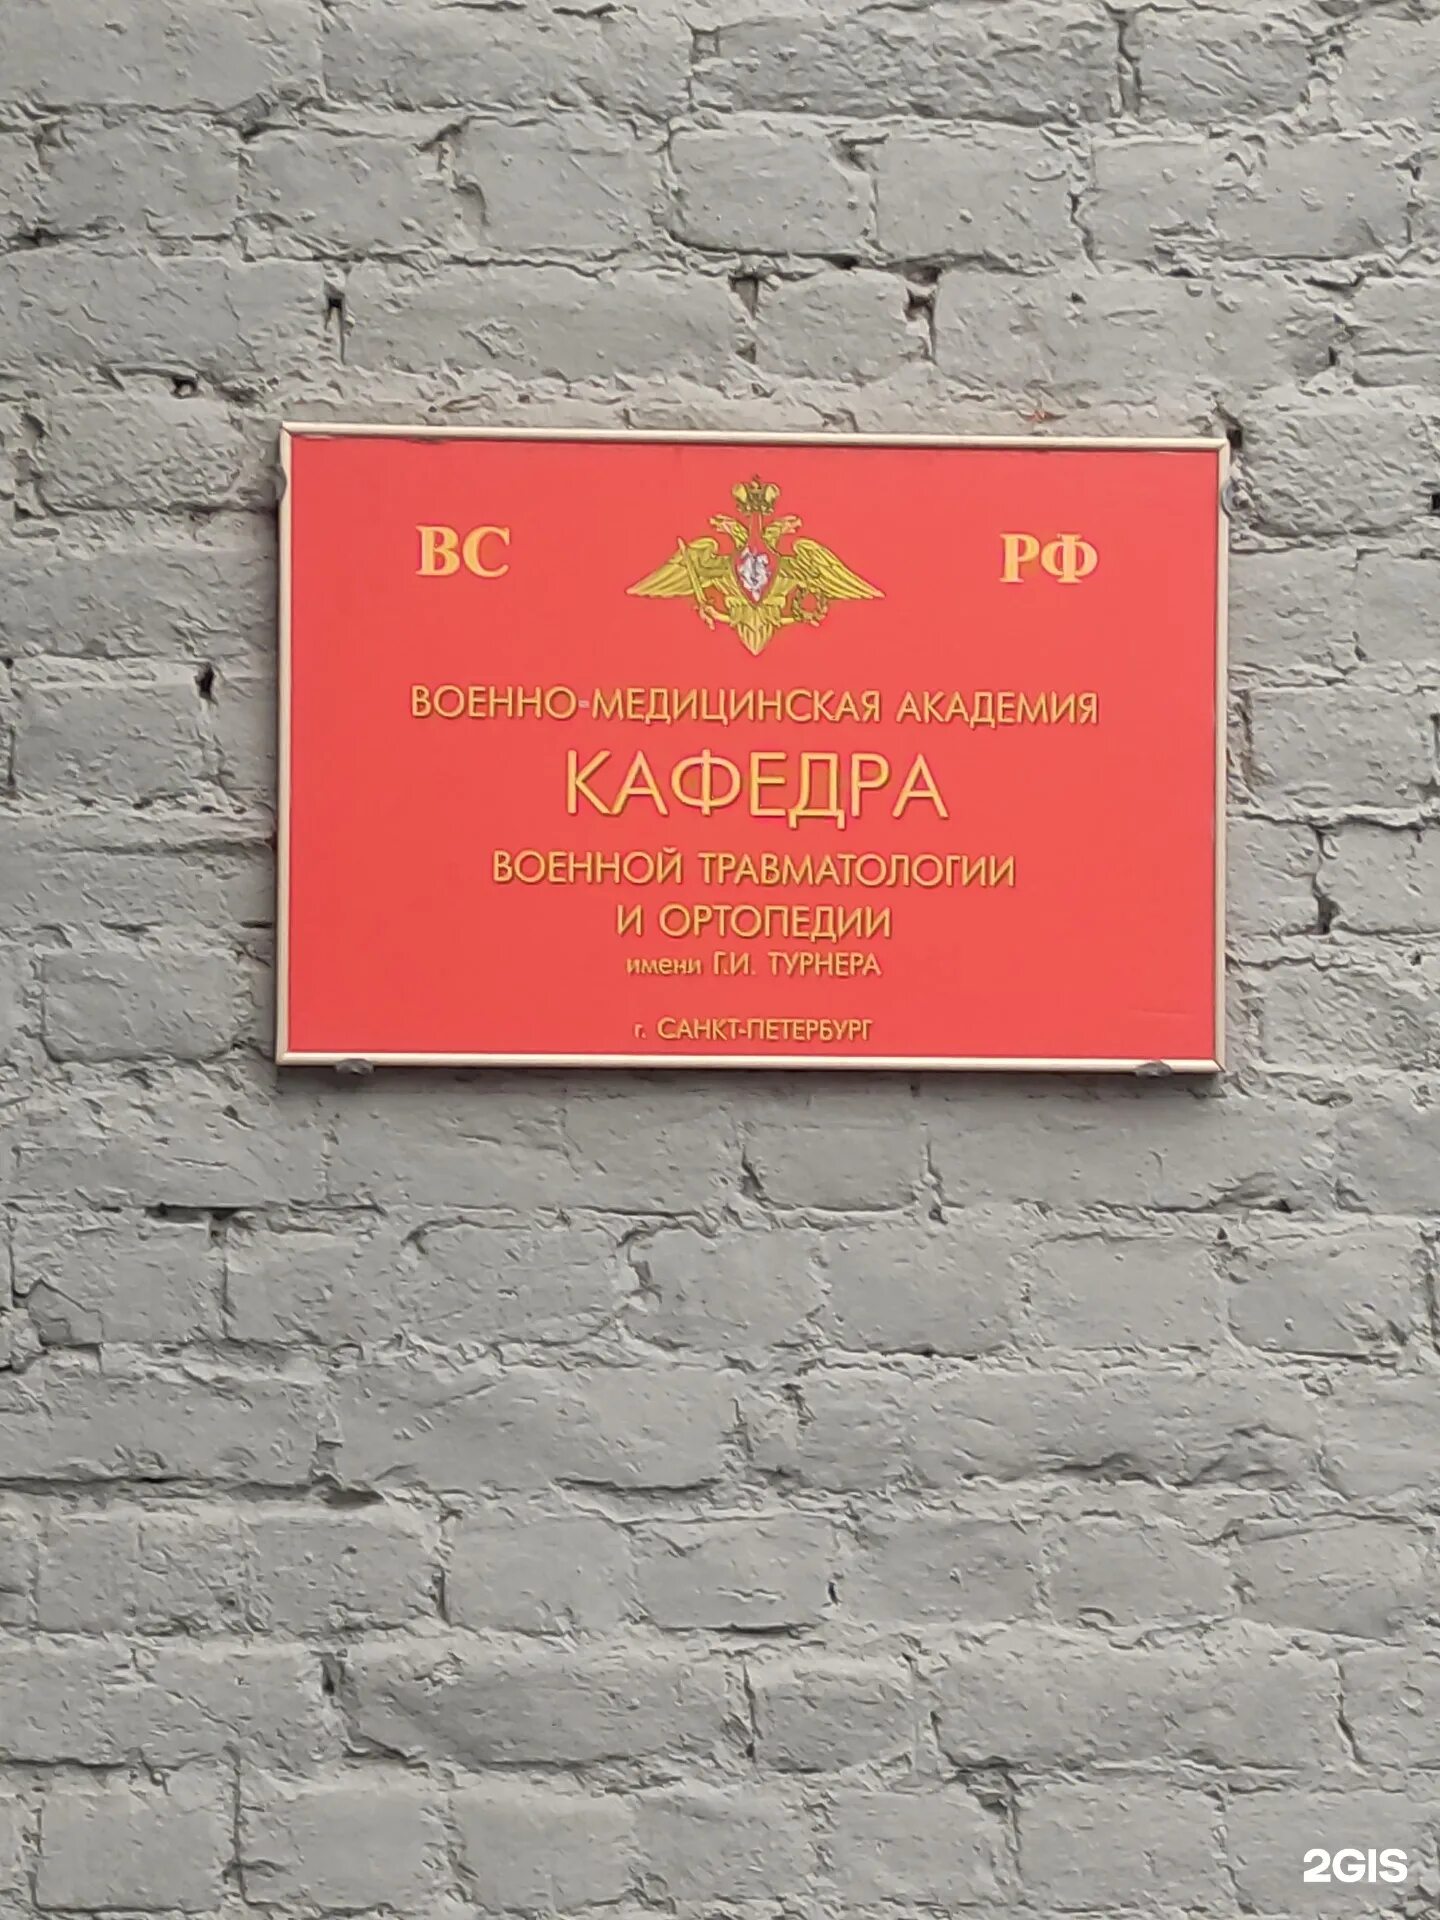 ВС РФ
ВОЕННО-МЕДИЦИНСКАЯ АКАДЕМИЯ
КАФЕДРА
ВОЕННОЙ ТРАВМАТОЛОГИИ
И ОРТОПЕДИИ
имени Г.И. ТУРНЕРА
г. САНКТ-ПЕТЕРБУРГ
2GIS